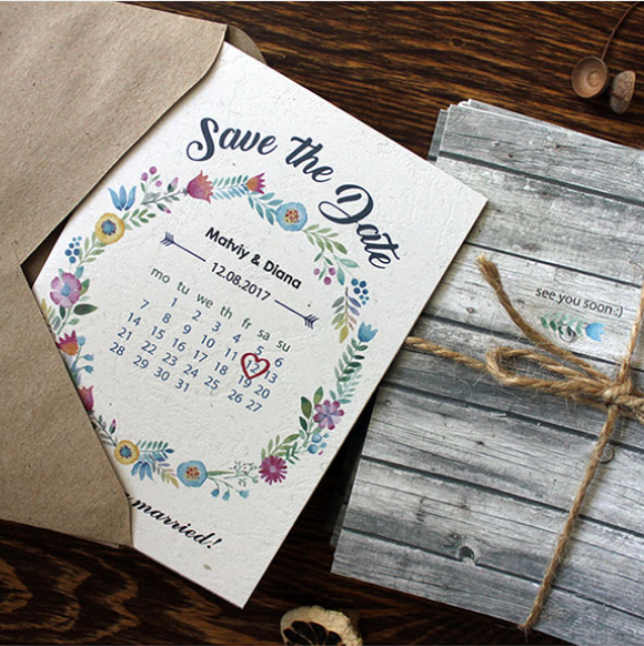 Save the Date
Matviy & Diana
12.08.2017
mo tu we th fr sa su
1 2 3 4 5 6
7 8 9 10 11 12 13
14 15 16 17 18 19 20
21 22 23 24 25 26 27
28 29 30 31
married!
see you soon :)